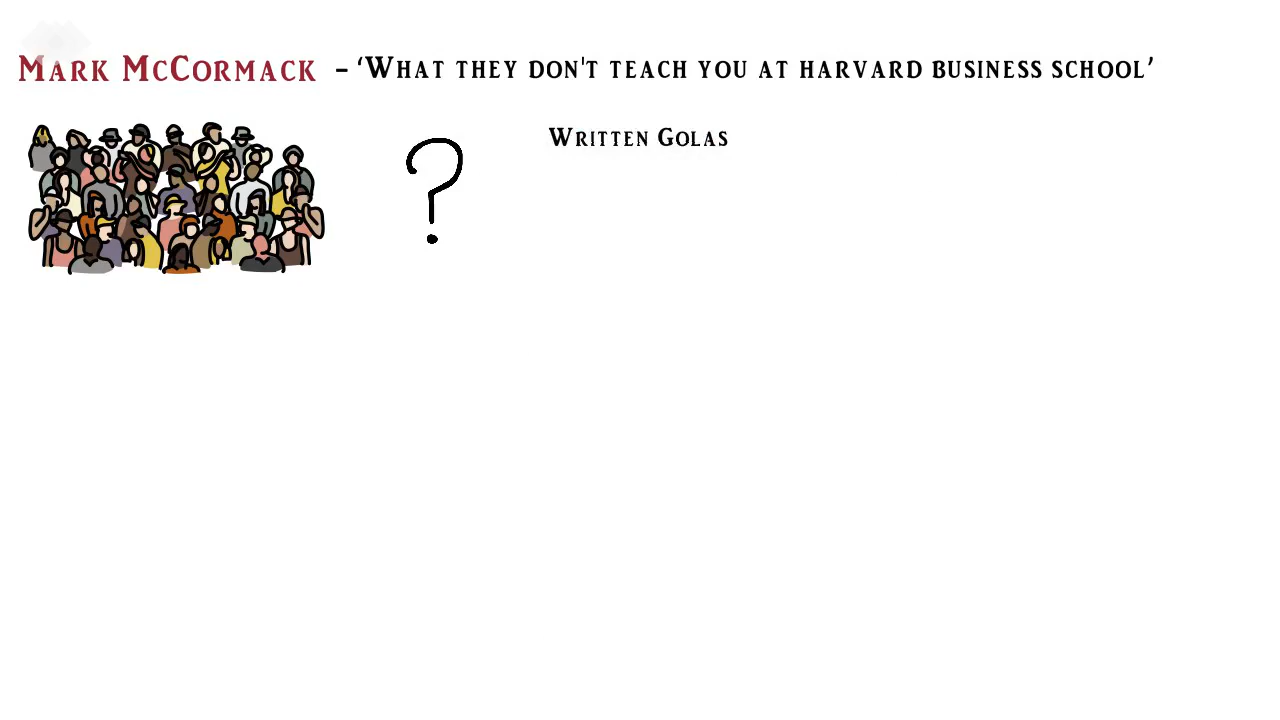 Mark McCormack – ‘What they don't teach you at Harvard Business School’
?
Written Golas